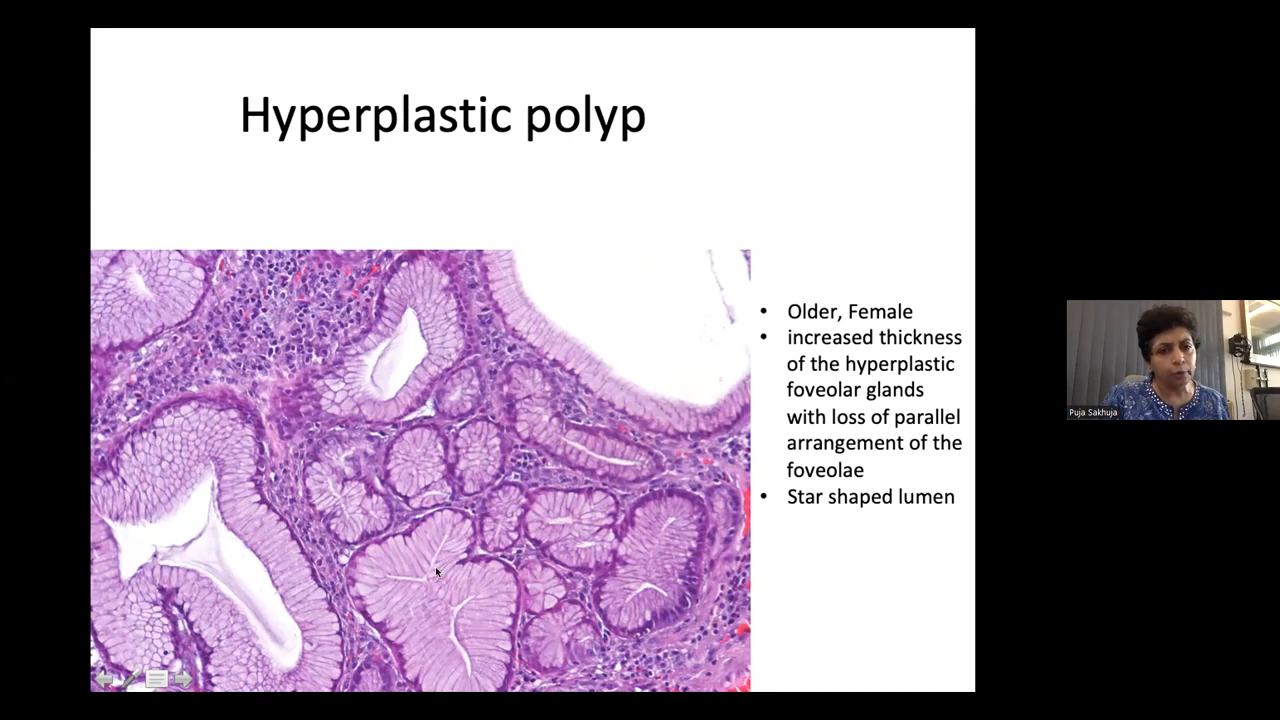 Hyperplastic polyp
• Older, Female
• increased thickness
of the hyperplastic
foveolar glands
with loss of parallel
arrangement of the
foveolae
• Star shaped lumen
Puja Sakhuja